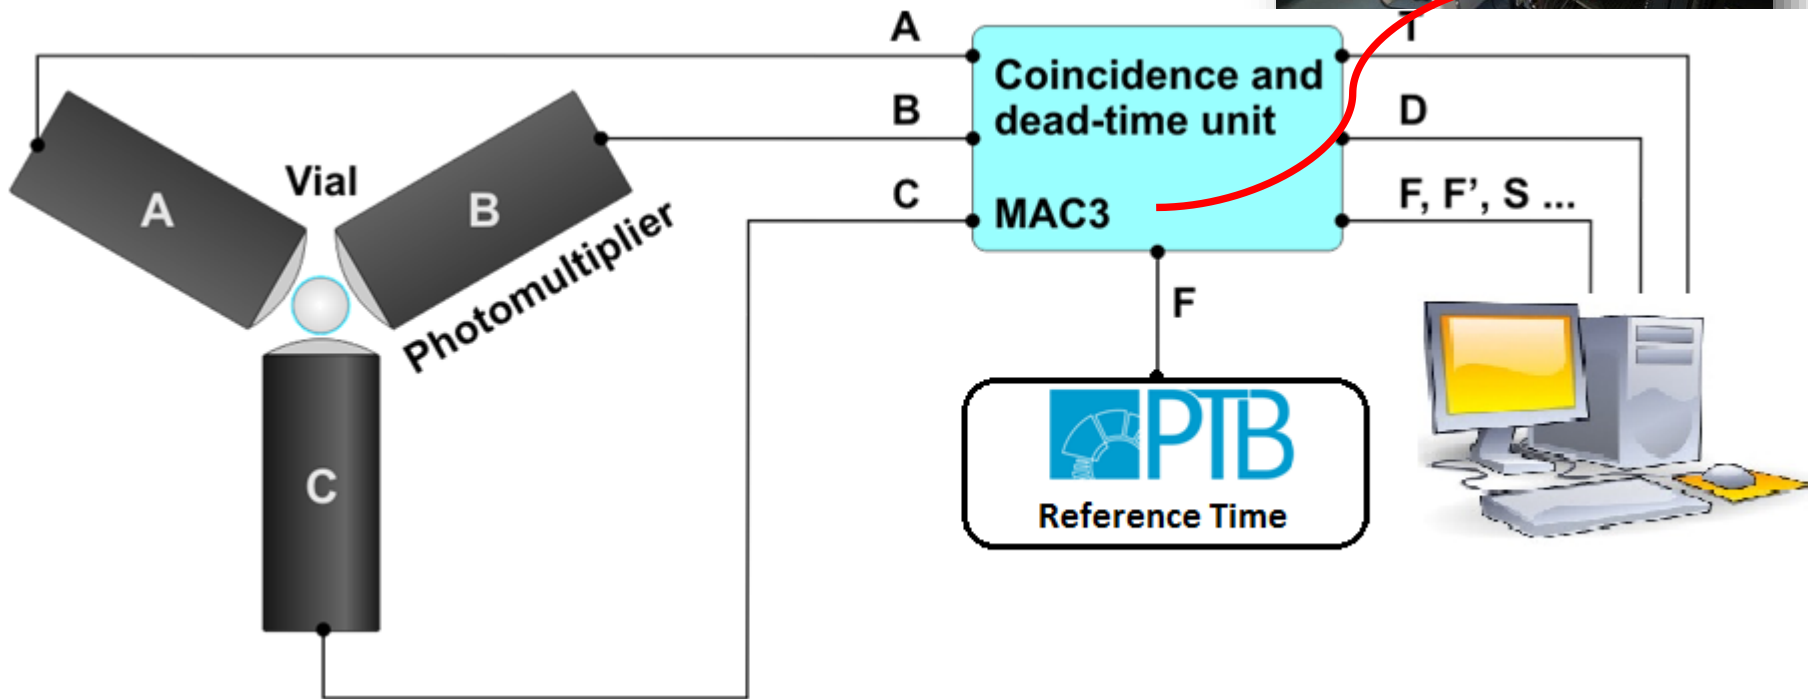 A
T
Coincidence and
dead-time unit
B
D
Vial
A
B
C
F, F’, S ...
MAC3
Photomultiplier
F
PTB
C
Reference Time